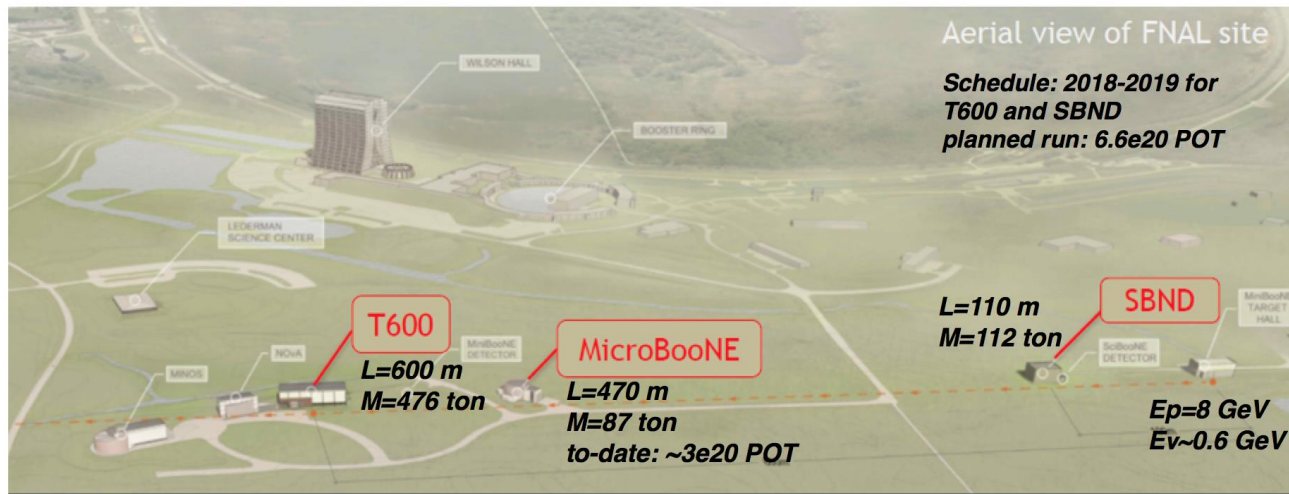 Aerial view of FNAL site
Schedule: 2018-2019 for
T600 and SBND
planned run: 6.6e20 POT
WILSON HALL
BOOSTER RING
LEDERMAN
SCIENCE CENTER
T600
L=600 m
M=476 ton
MiniBooNE
DETECTOR
MicroBooNE
L=470 m
M=87 ton
to-date: ~3e20 POT
NOvA
MINOS
L=110 m
M=112 ton
SBND
SciBooNE
DETECTOR
MiniBooNE
TARGET
HALL
Ep=8 GeV
Ev~0.6 GeV